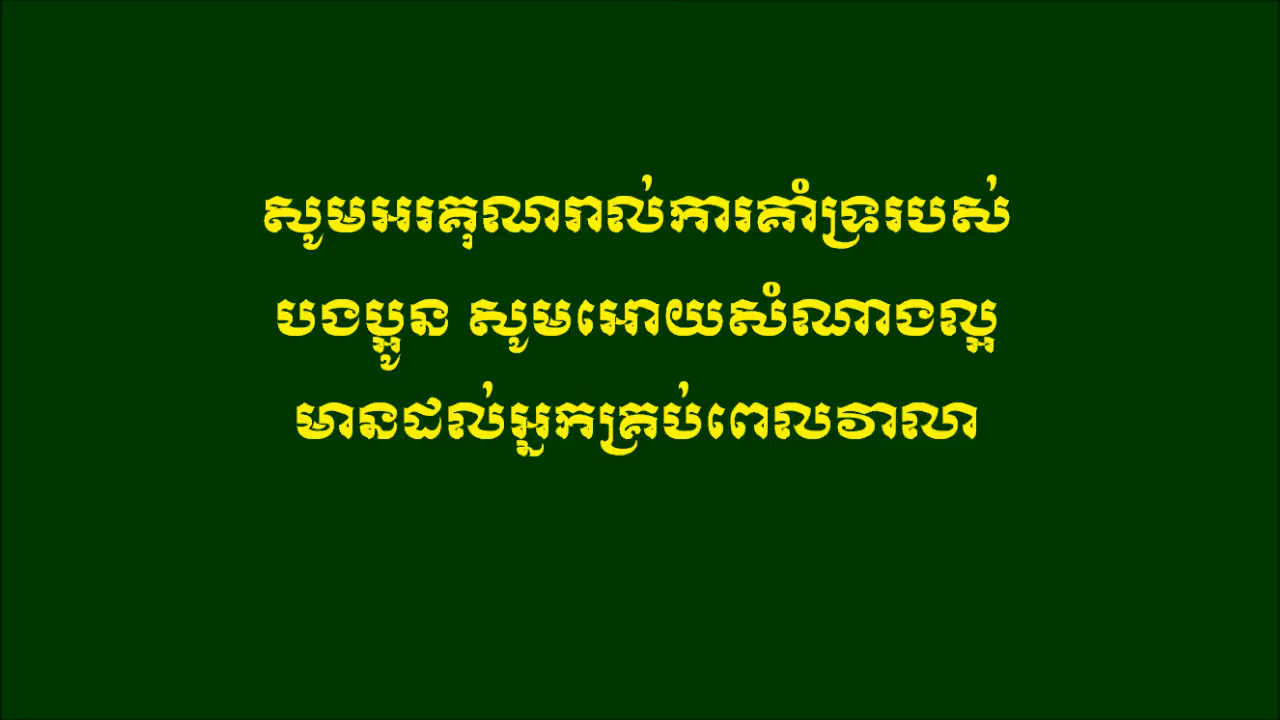 សូមអរគុណរាល់ការគាំទ្ររបស់
បងប្អូន សូមអោយសំណាងល្អ
មានដល់អ្នកគ្រប់ពេលវាលា